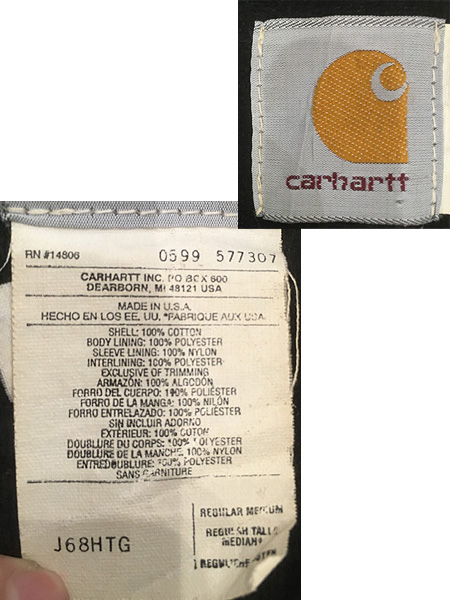 carhartt
RN #14806 0599 577307
CARHARTT INC. PO BOX 600
DEARBORN, MI 48121 USA
MADE IN U.S.A.
HECHO EN LOS EE. UU. *FABRIQUE AUX USA
SHELL: 100% COTTON
BODY LINING: 100% POLYESTER
SLEEVE LINING: 100% NYLON
INTERLINING: 100% POLYESTER
EXCLUSIVE OF TRIMMING
ARMAZÓN: 100% ALGODÓN
FORRO DEL CUERPO: 100% POLIÉSTER
FORRO DE LA MANGA: 100% NILÓN
FORRO ENTRELAZADO: 100% POLIÉSTER
SIN INCLUIR ADORNO
EXTÉRIEUR: 100% COTON
DOUBLURE DU CORPS: 100% POLYESTER
DOUBLURE DE LA MANCHE: 100% NYLON
ENTREDOUBLURE: 100% POLYESTER
SANS GARNITURE
REGULAR MEDIUM
J68HTG
REGULAR TALLA
MEDIANA